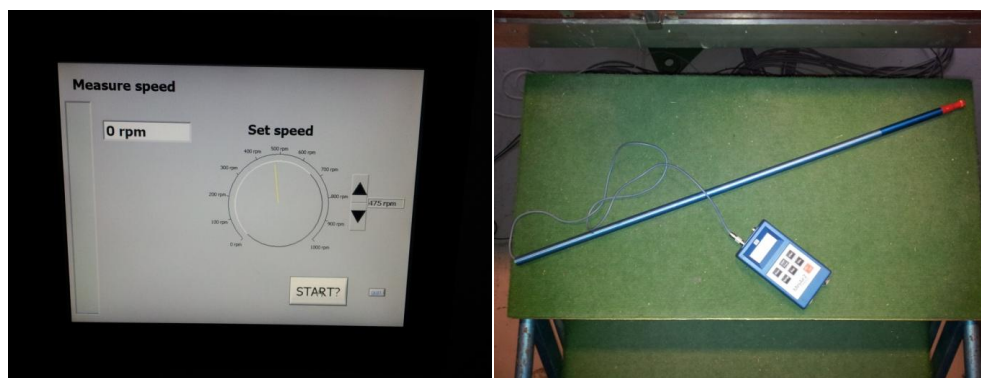 Measure speed
0 rpm
Set speed
500 rpm
400 rpm
600 rpm
300 rpm
700 rpm
200 rpm
800 rpm
475 rpm
100 rpm
900 rpm
0 rpm
1000 rpm
START?